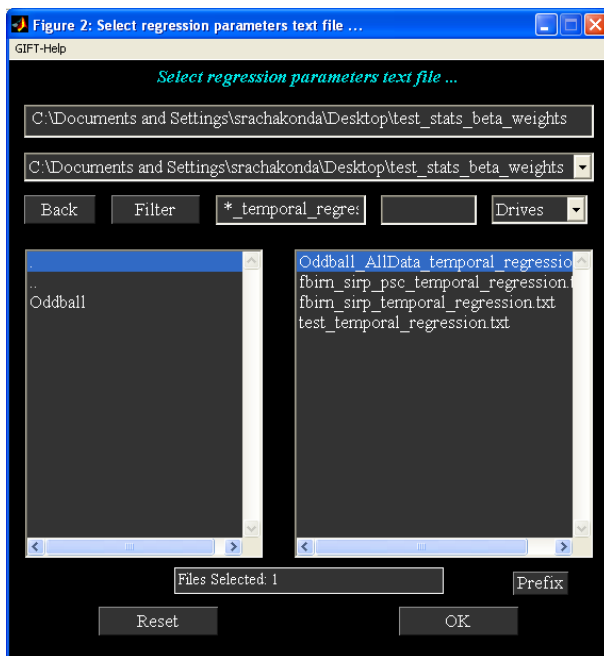 Figure 2: Select regression parameters text file ...
GIFT-Help
Select regression parameters text file ...
C:\Documents and Settings\srachakonda\Desktop\test_stats_beta_weights
C:\Documents and Settings\srachakonda\Desktop\test_stats_beta_weights
Back Filter *_temporal_regres Drives
.
..
Oddball
Oddball_AllData_temporal_regressio
fbirn_sirp_psc_temporal_regression.t
fbirn_sirp_temporal_regression.txt
test_temporal_regression.txt
Files Selected: 1
Prefix
Reset OK